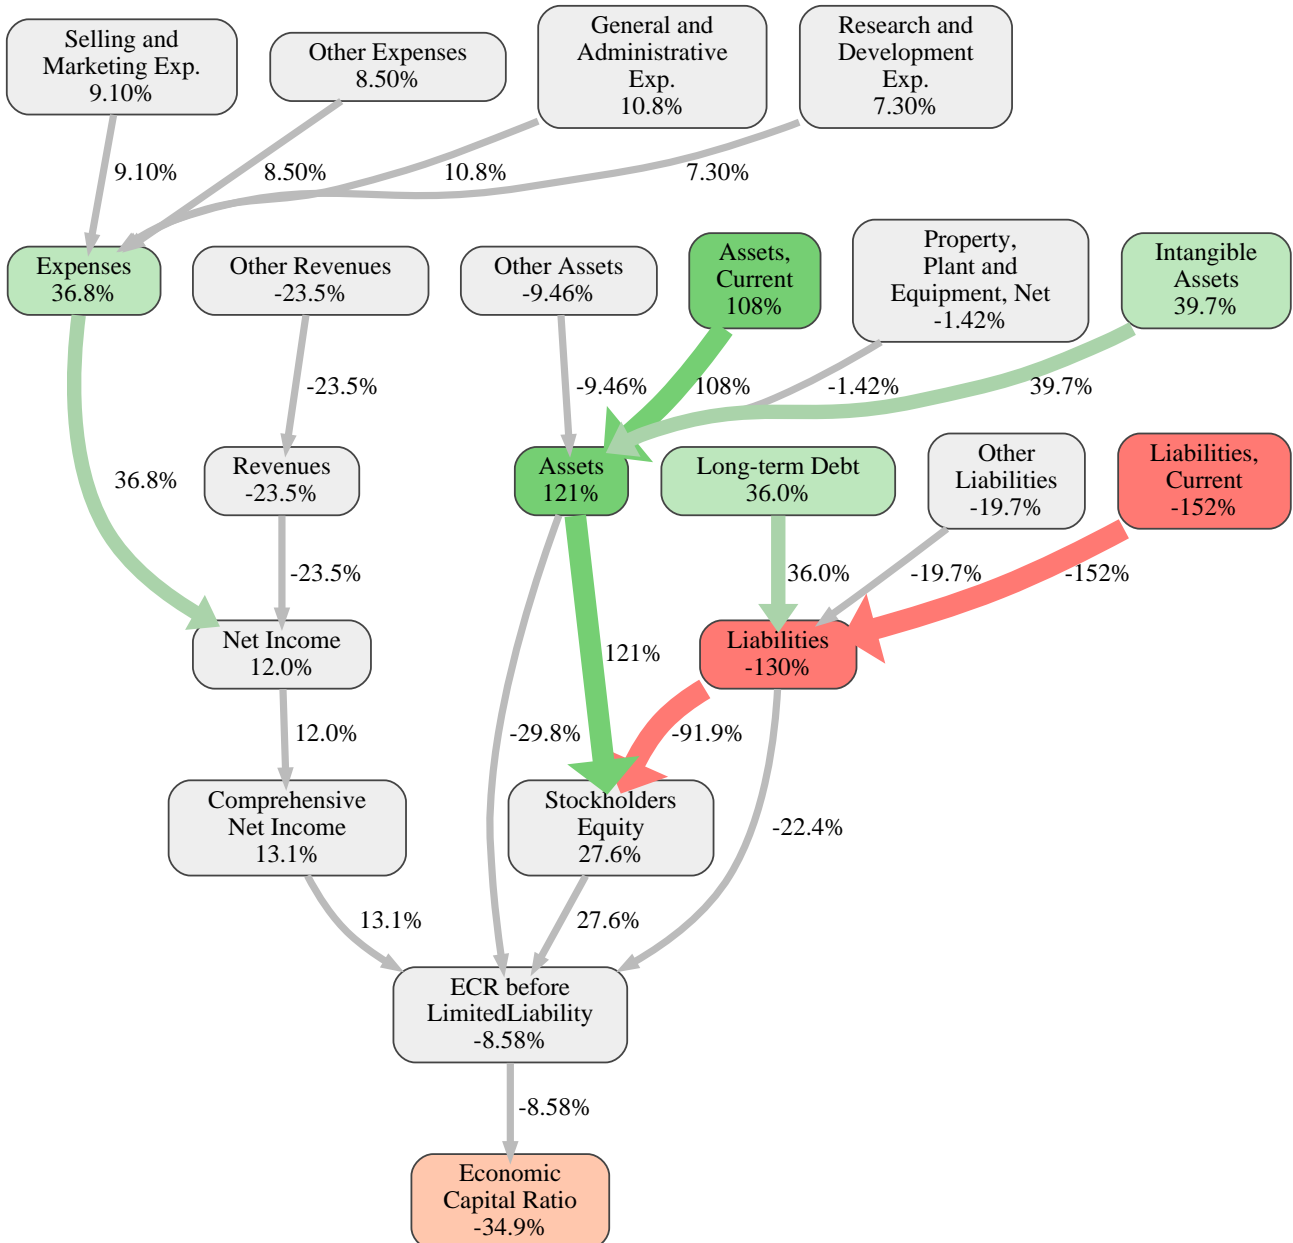 Selling and
Marketing Exp.
9.10%
Other Expenses
8.50%
General and
Administrative
Exp.
10.8%
Research and
Development
Exp.
7.30%
9.10%
8.50%
10.8%
7.30%
Expenses
36.8%
Other Revenues
-23.5%
Other Assets
-9.46%
Assets,
Current
108%
Property,
Plant and
Equipment, Net
-1.42%
Intangible
Assets
39.7%
-23.5%
-9.46%
108%
-1.42%
39.7%
36.8%
Revenues
-23.5%
Assets
121%
Long-term Debt
36.0%
Other
Liabilities
-19.7%
Liabilities,
Current
-152%
-23.5%
36.0%
-19.7%
-152%
Net Income
12.0%
121%
Liabilities
-130%
12.0%
-29.8%
-91.9%
Comprehensive
Net Income
13.1%
Stockholders
Equity
27.6%
-22.4%
13.1%
27.6%
ECR before
LimitedLiability
-8.58%
-8.58%
Economic
Capital Ratio
-34.9%